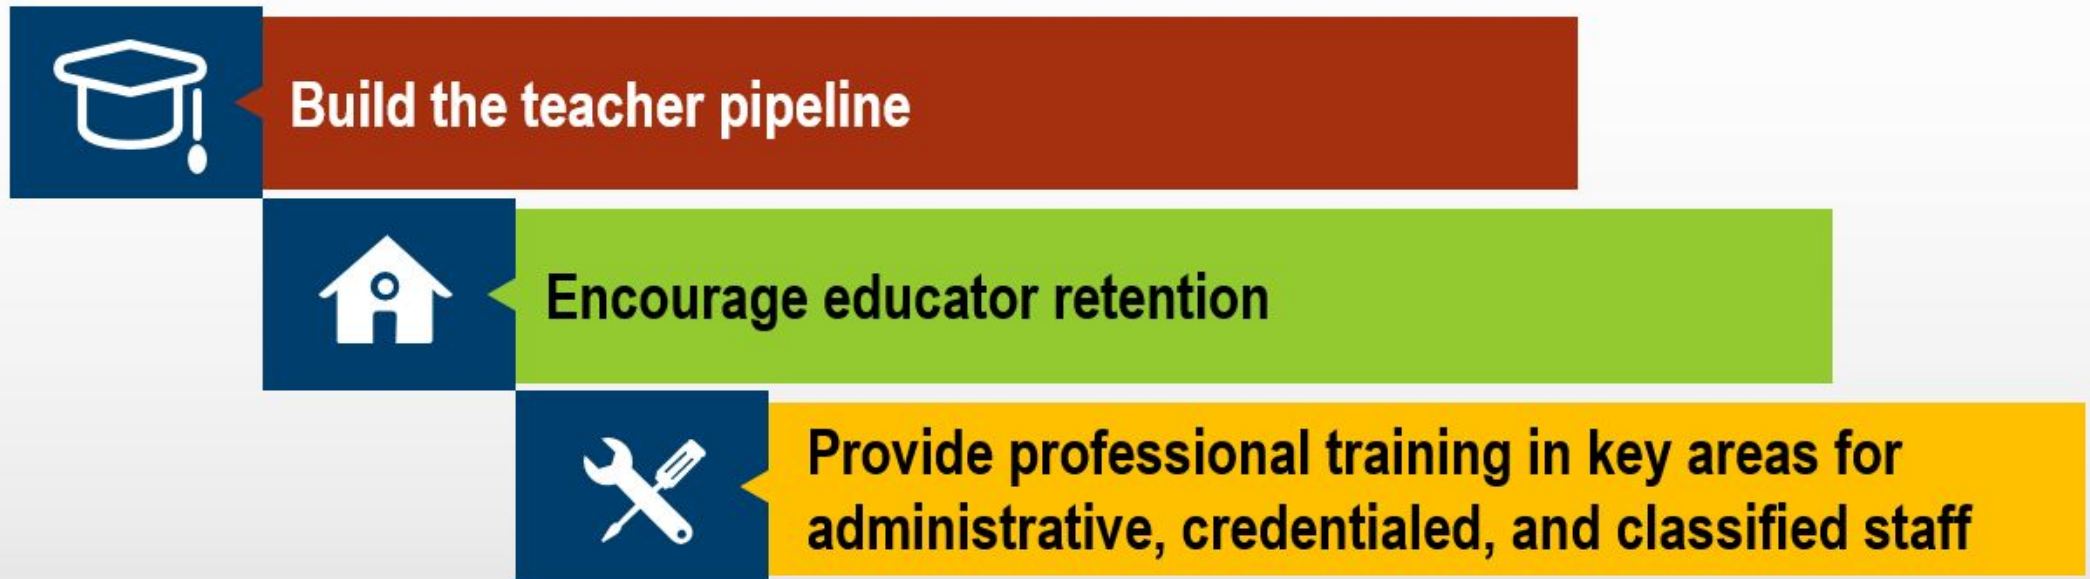 Build the teacher pipeline
Encourage educator retention
Provide professional training in key areas for
administrative, credentialed, and classified staff